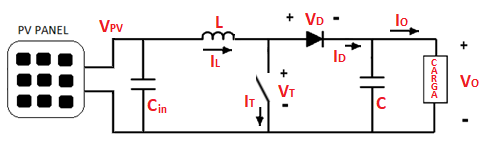 PV PANEL
VPV
L
IL
+ VD -
ID
IO
Cin
IT
+
VT
-
C
CARGA
+
VO
-